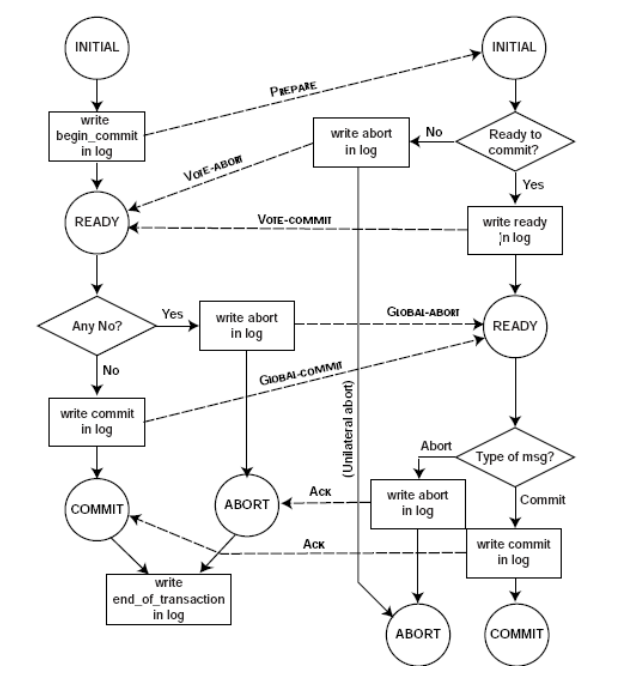 INITIAL
INITIAL
PREPARE
write
begin_commit
in log
write abort
in log
No
Ready to
commit?
VOTE-ABORT
Yes
READY
VOTE-COMMIT
write ready
in log
Any No?
Yes
write abort
in log
GLOBAL-ABORT
READY
No
GLOBAL-COMMIT
write commit
in log
(Unilateral abort)
Abort
Type of msg?
COMMIT
ABORT
ACK
write abort
in log
Commit
ACK
write commit
in log
write
end_of_transaction
in log
ABORT
COMMIT